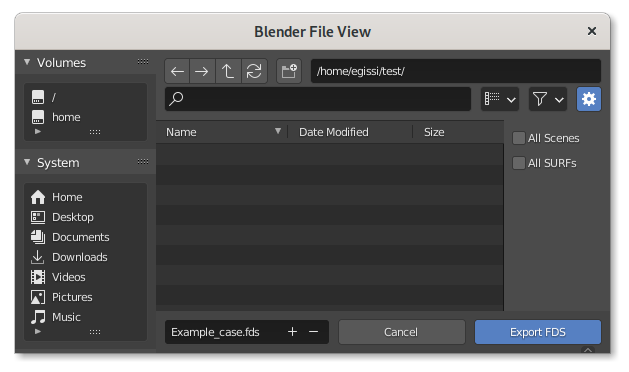 Blender File View
Volumes
/
home
System
Home
Desktop
Documents
Downloads
Videos
Pictures
Music
/home/egissi/test/
Name
Date Modified
Size
All Scenes
All SURFs
Example_case.fds
Cancel
Export FDS